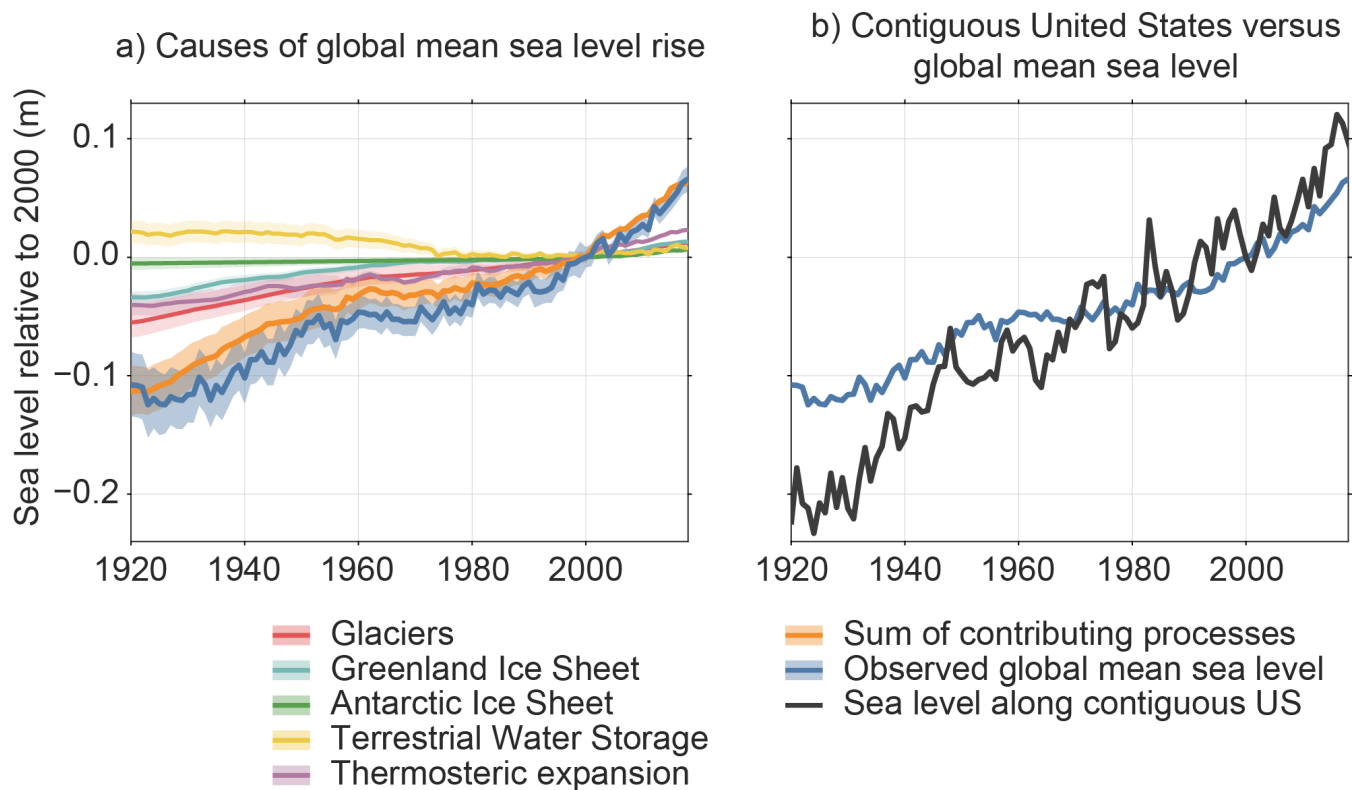 a) Causes of global mean sea level rise
b) Contiguous United States versus
global mean sea level
Sea level relative to 2000 (m)
0.1
0.0
−0.1
−0.2
1920 1940 1960 1980 2000
1920 1940 1960 1980 2000
Glaciers
Greenland Ice Sheet
Antarctic Ice Sheet
Terrestrial Water Storage
Thermosteric expansion
Sum of contributing processes
Observed global mean sea level
Sea level along contiguous US